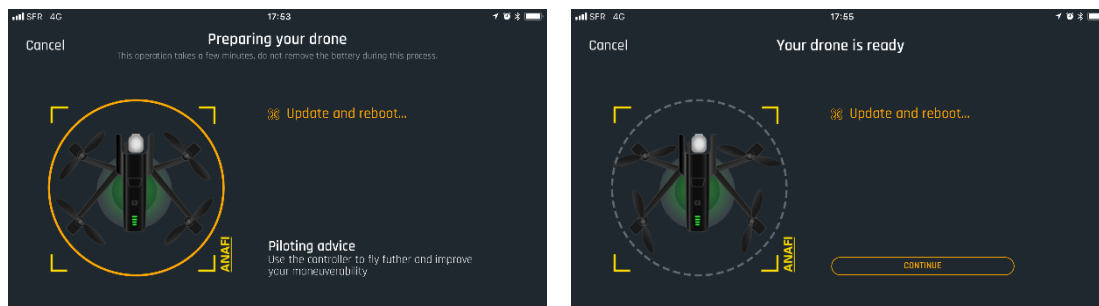 SFR 4G 17:53
Cancel Preparing your drone
This operation takes a few minutes, do not remove the battery during this process.
Update and reboot...
ANAFI
Piloting advice
Use the controller to fly futher and improve
your maneuverability
SFR 4G 17:55
Cancel Your drone is ready
Update and reboot...
ANAFI
CONTINUE